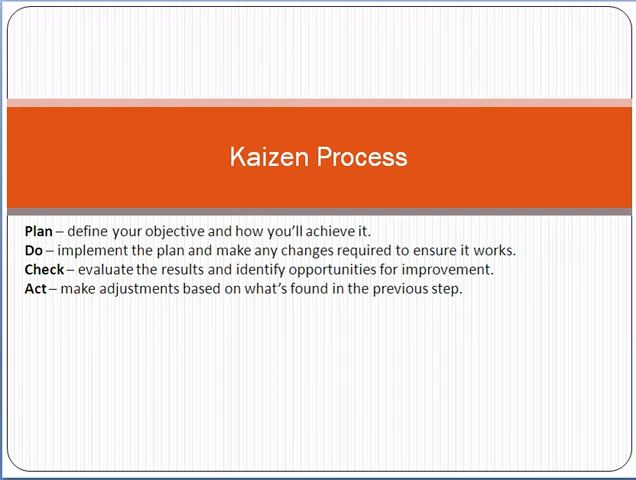 Kaizen Process
Plan – define your objective and how you’ll achieve it.
Do – implement the plan and make any changes required to ensure it works.
Check – evaluate the results and identify opportunities for improvement.
Act – make adjustments based on what’s found in the previous step.